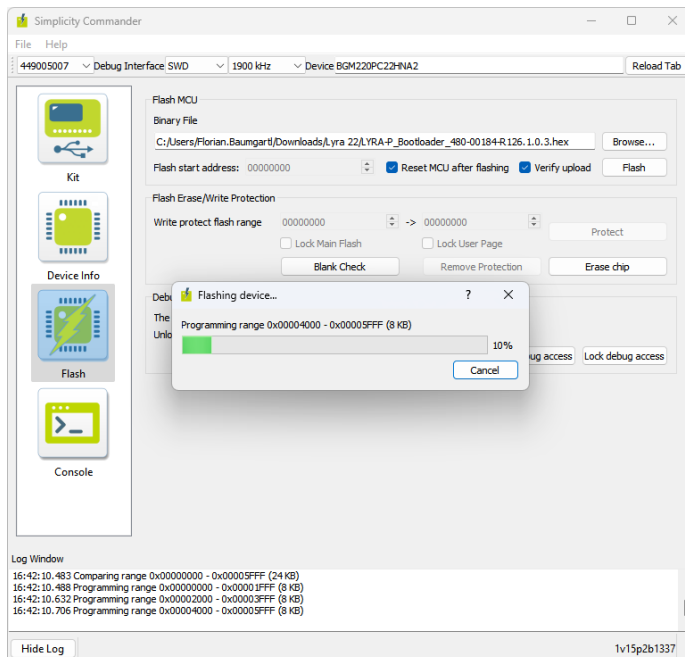 Simplicity Commander
File Help
449005007 Debug Interface SWD 1900 kHz Device BGM220PC22HNA2 Reload Tab
Kit
Device Info
Flash
Console
Flash MCU
Binary File
C:/Users/Florian.Baumgartl/Downloads/Lyra 22/LYRA-P_Bootloader_480-00184-R126.1.0.3.hex Browse...
Flash start address: 00000000 Reset MCU after flashing Verify upload Flash
Flash Erase/Write Protection
Write protect flash range 00000000 -> 00000000 Protect
Lock Main Flash Lock User Page
Blank Check Remove Protection Erase chip
Debu
The
Unlo
ug access Lock debug access
Flashing device... ?
Programming range 0x00004000 - 0x00005FFF (8 KB)
10%
Cancel
Log Window
16:42:10.483 Comparing range 0x00000000 - 0x00005FFF (24 KB)
16:42:10.488 Programming range 0x00000000 - 0x00001FFF (8 KB)
16:42:10.632 Programming range 0x00002000 - 0x00003FFF (8 KB)
16:42:10.706 Programming range 0x00004000 - 0x00005FFF (8 KB)
Hide Log 1v15p2b1337